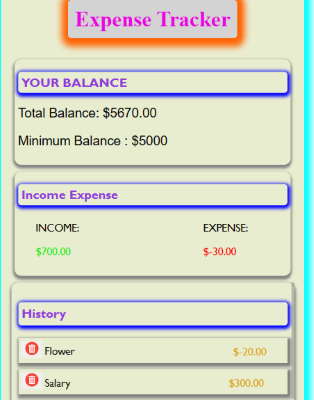 Expense Tracker
YOUR BALANCE
Total Balance: $5670.00
Minimum Balance : $5000
Income Expense
INCOME: EXPENSE:
$700.00 $-30.00
History
Flower $-20.00
Salary $300.00